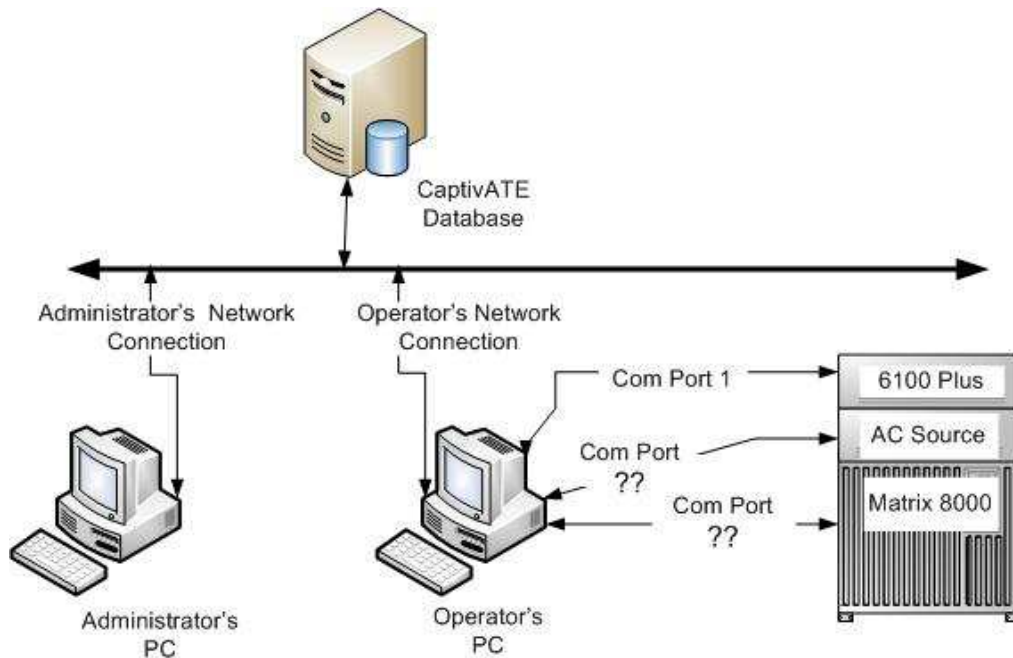 CaptivATE
Database
Administrator's Network
Connection
Operator's Network
Connection
Com Port 1
6100 Plus
Com Port
??
AC Source
Com Port
??
Matrix 8000
Administrator's
PC
Operator's
PC